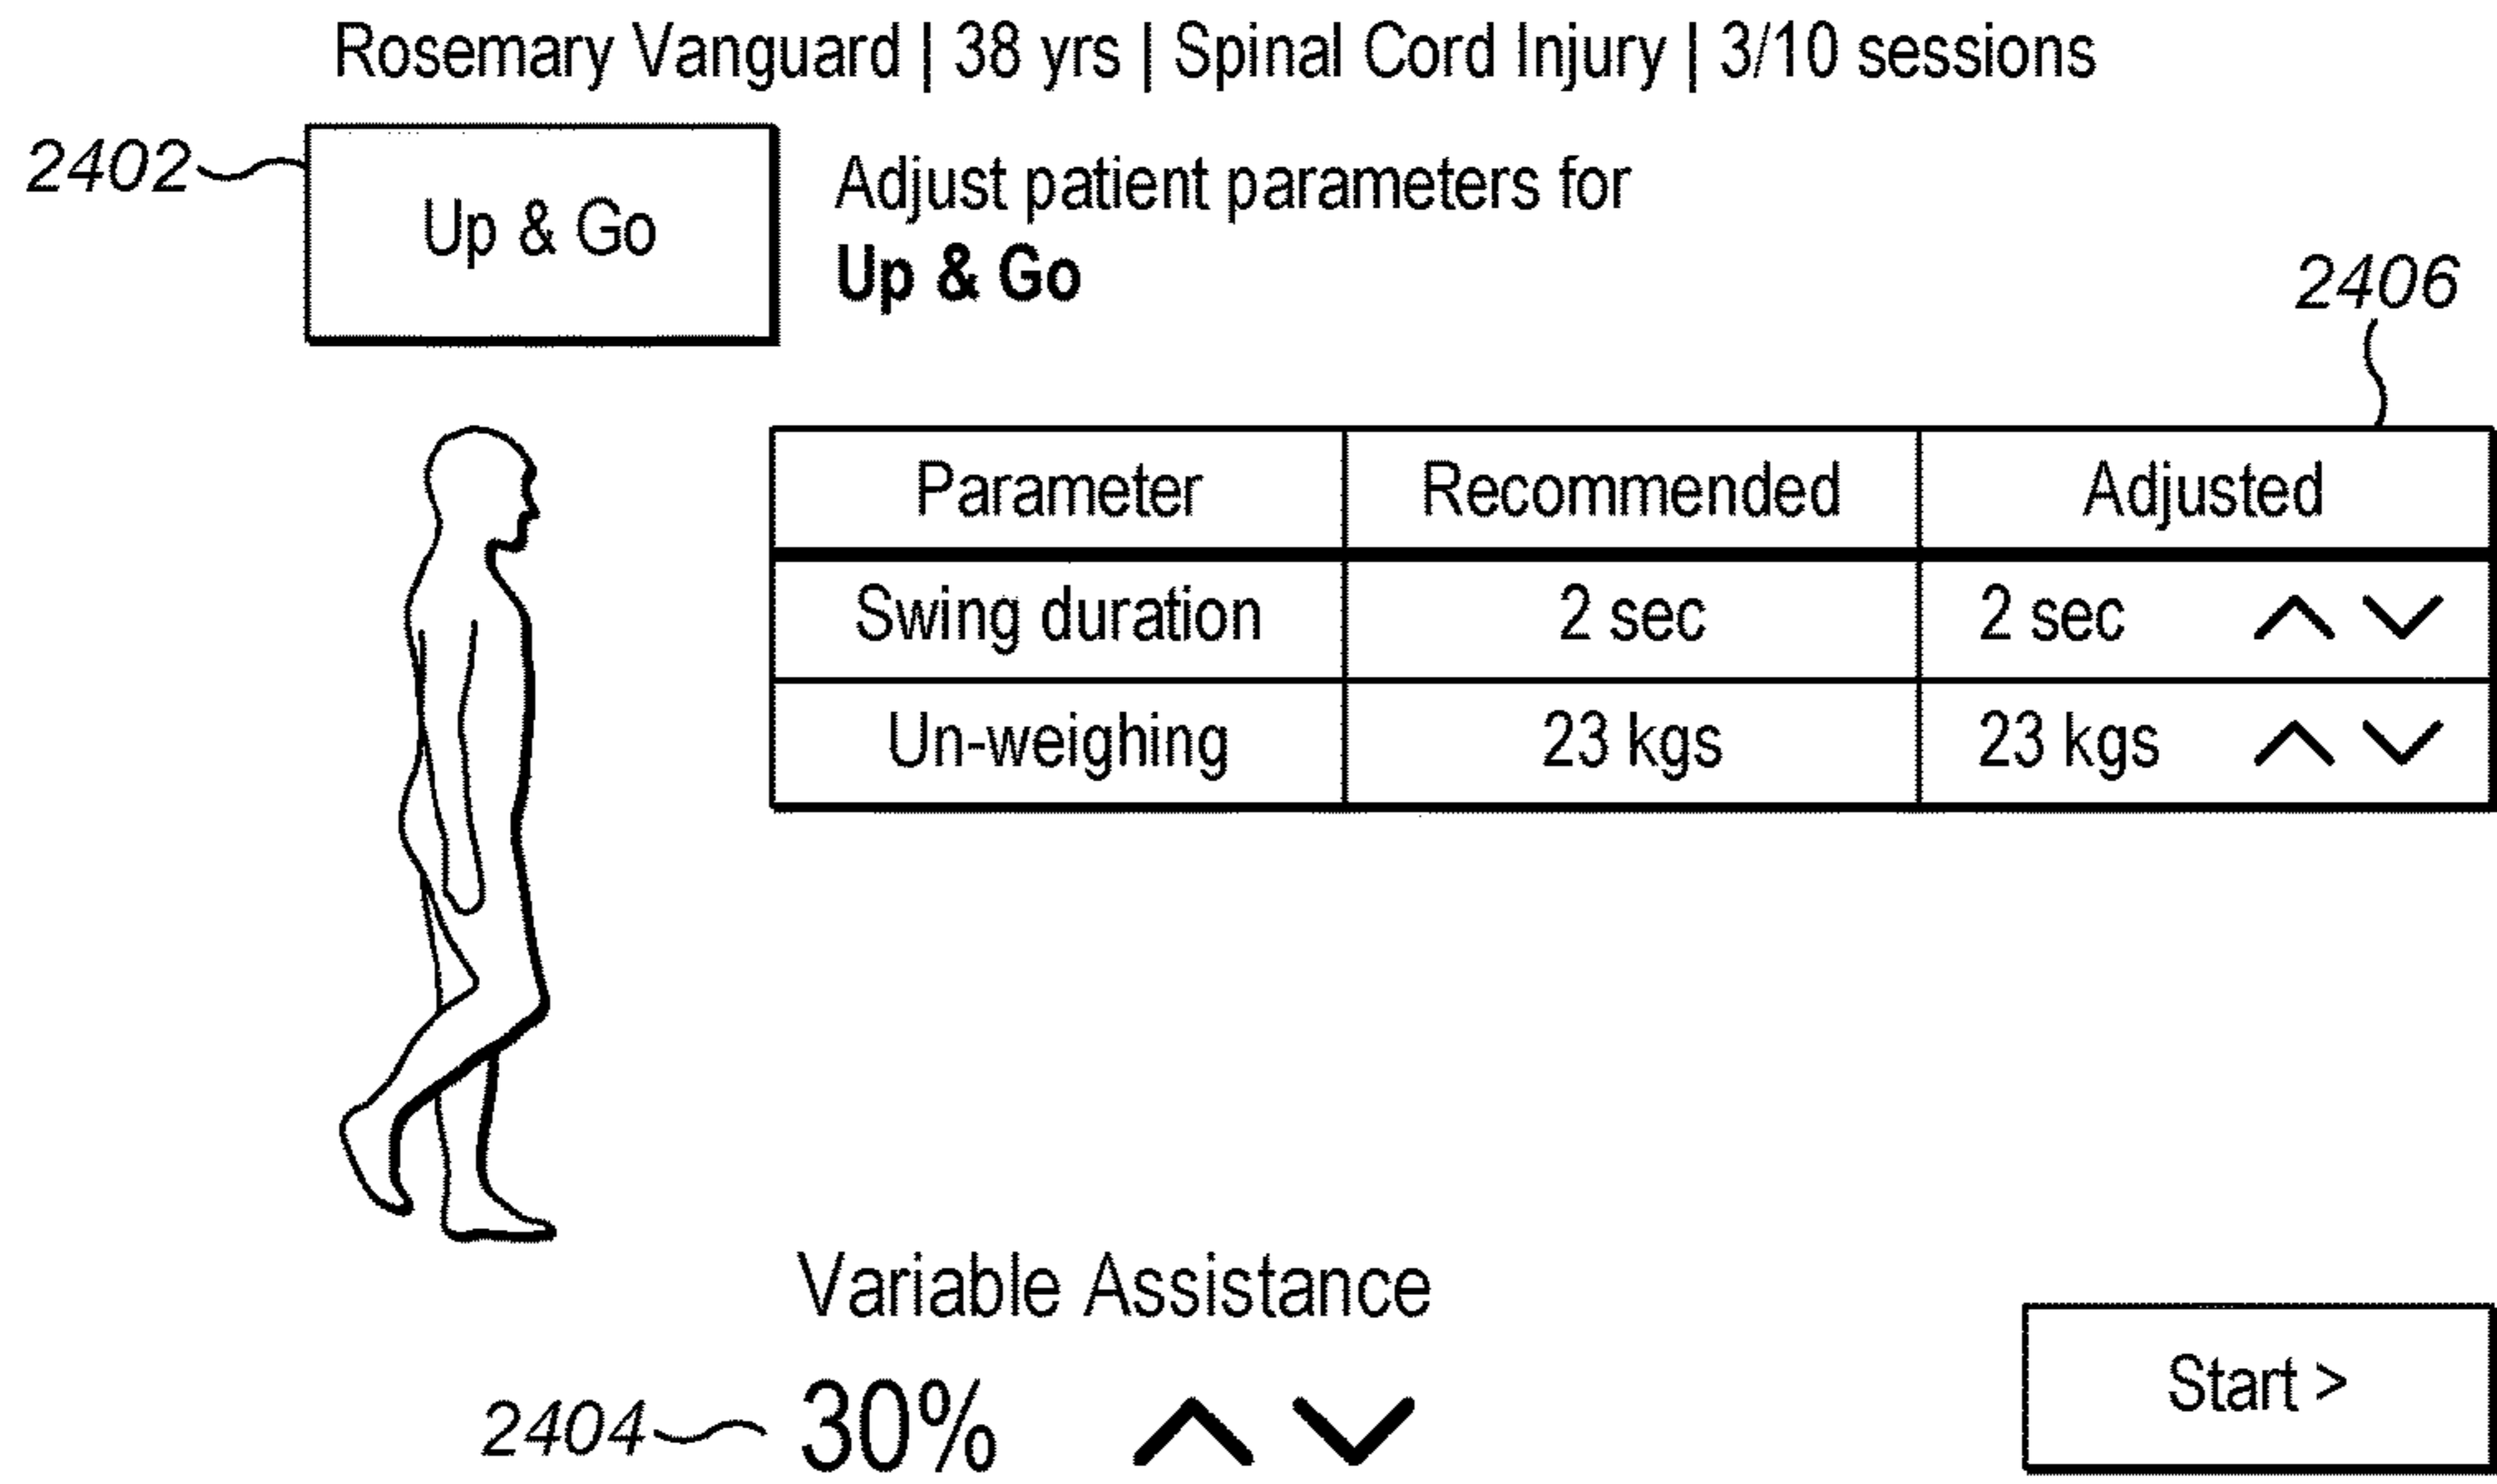 Rosemary Vanguard | 38 yrs | Spinal Cord Injury | 3/10 sessions
2402
Up & Go
Adjust patient parameters for
Up & Go
2406
Parameter Recommended Adjusted
Swing duration 2 sec 2 sec
Un-weighing 23 kgs 23 kgs
Variable Assistance
2404 30%
Start >